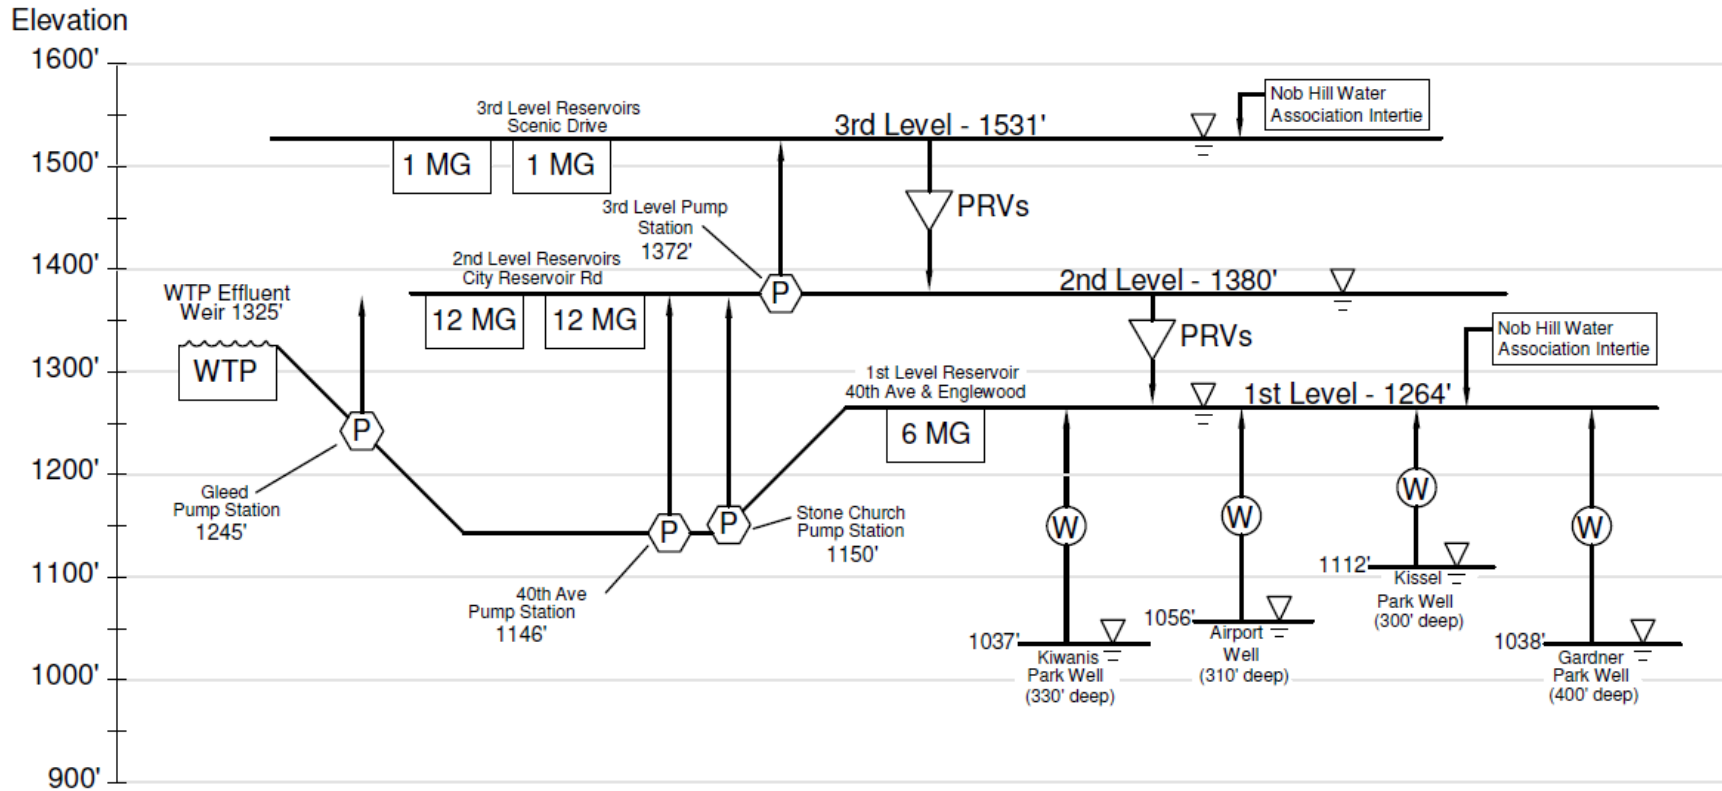 Elevation
1600'
1500'
1400'
1300'
1200'
1100'
1000'
900'
3rd Level Reservoirs
Scenic Drive
1 MG
1 MG
3rd Level - 1531'
Nob Hill Water
Association Intertie
PRVs
3rd Level Pump
Station
1372'
P
2nd Level Reservoirs
City Reservoir Rd
12 MG
12 MG
2nd Level - 1380'
WTP Effluent
Weir 1325'
WTP
PRVs
Nob Hill Water
Association Intertie
1st Level Reservoir
40th Ave & Englewood
6 MG
1st Level - 1264'
P
Gleed
Pump Station
1245'
P
P
40th Ave
Pump Station
1146'
Stone Church
Pump Station
1150'
W
W
W
W
1037'
Kiwanis
Park Well
(330' deep)
1056'
Airport
Well
(310' deep)
1112'
Kissel
Park Well
(300' deep)
1038'
Gardner
Park Well
(400' deep)